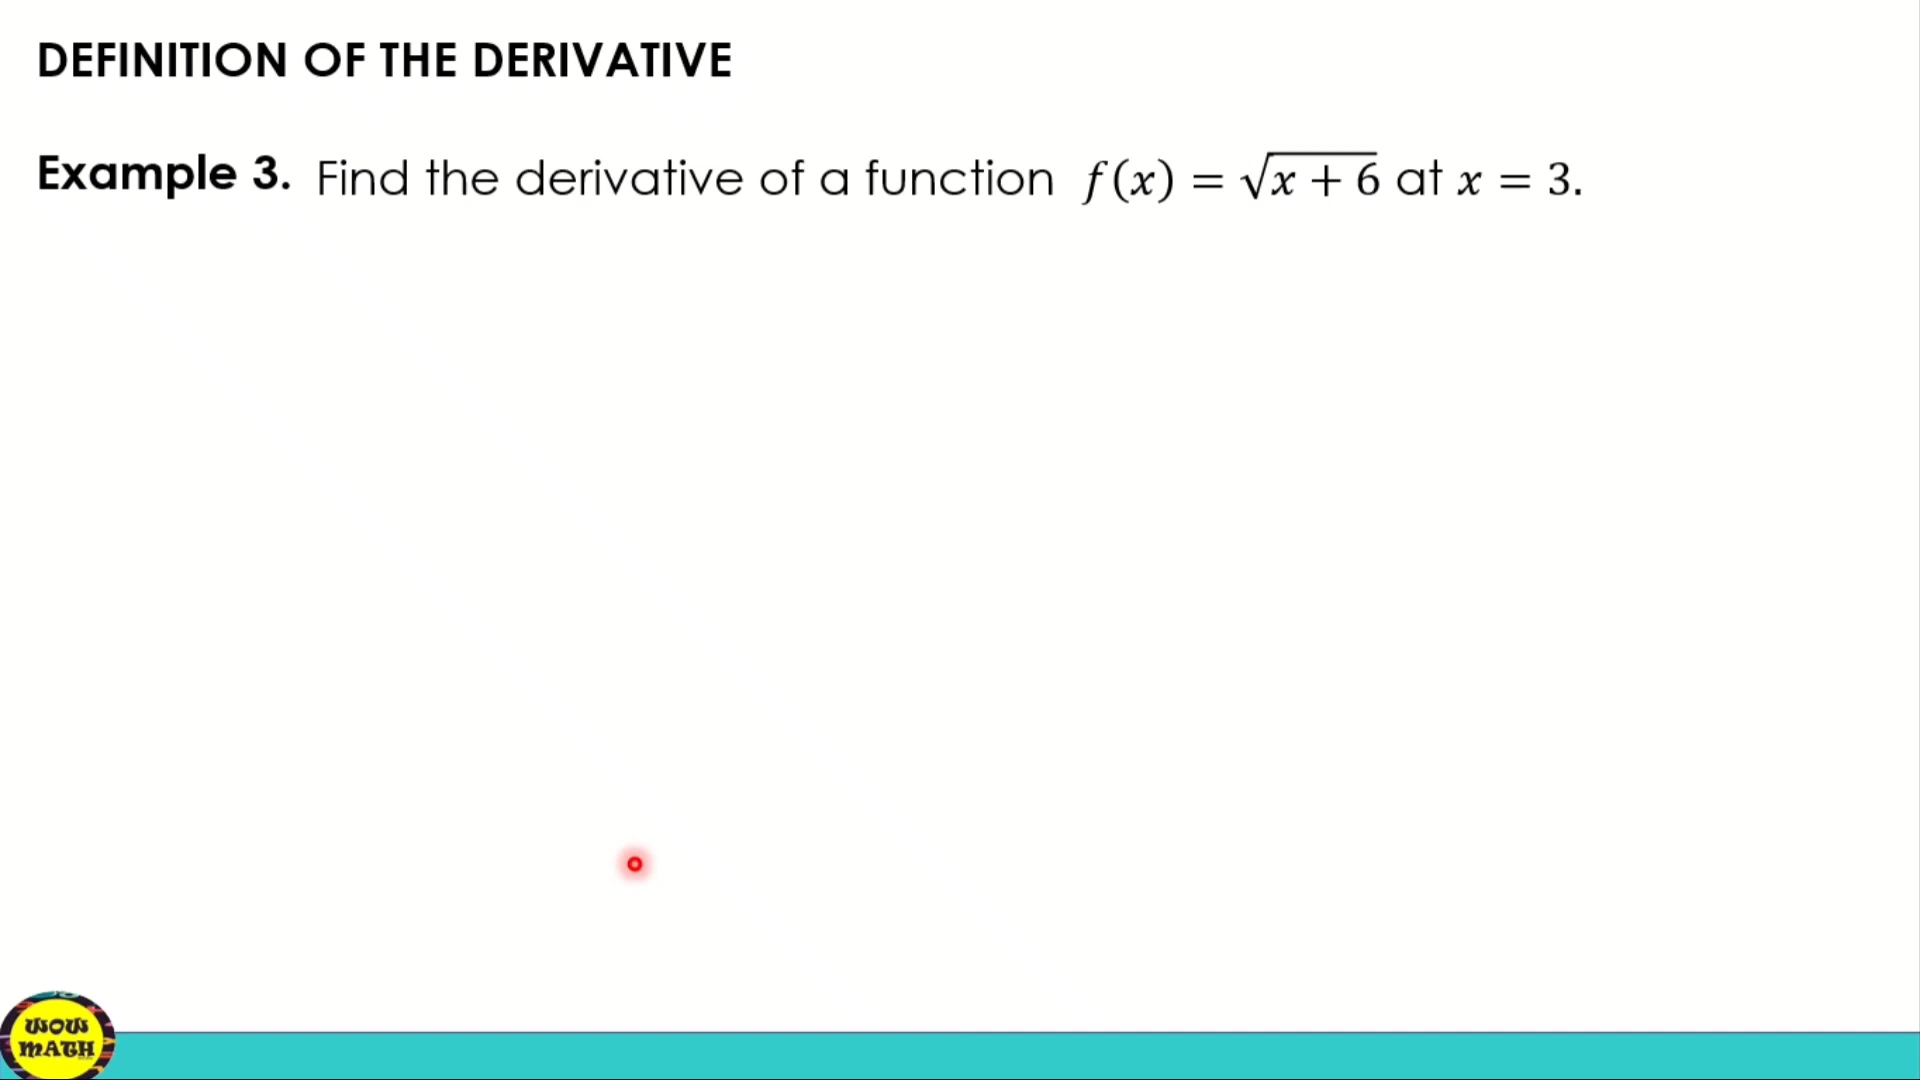 DEFINITION OF THE DERIVATIVE
Example 3. Find the derivative of a function f(x) = √x + 6 at x = 3.
WOW
MATH